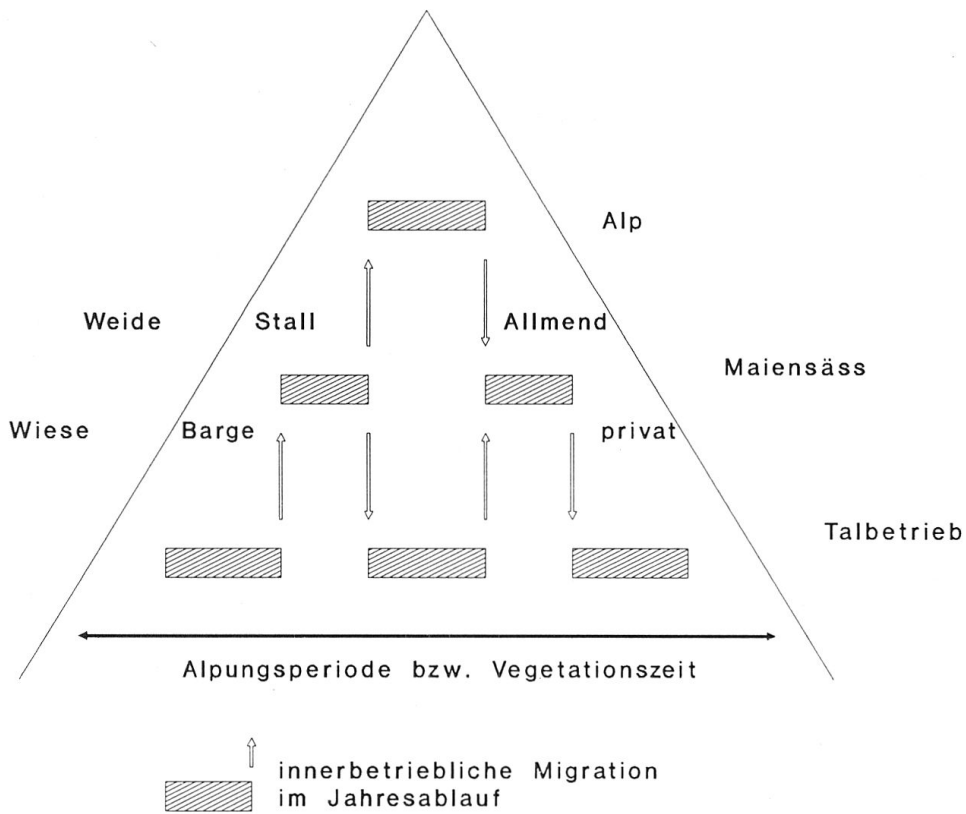 Alp
Weide Stall Allmend
Maiensäss
Wiese Barge privat
Talbetrieb
Alpungsperiode bzw. Vegetationszeit
innerbetriebliche Migration
im Jahresablauf